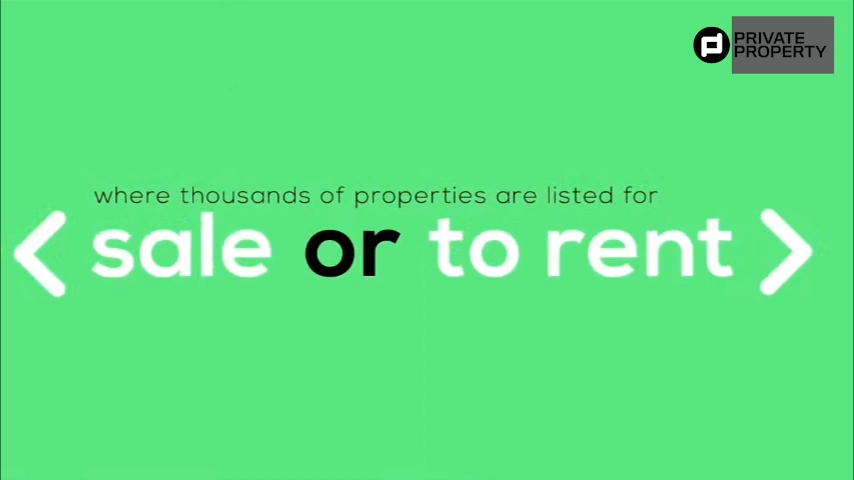 PRIVATE
PROPERTY
where thousands of properties are listed for
sale or to rent